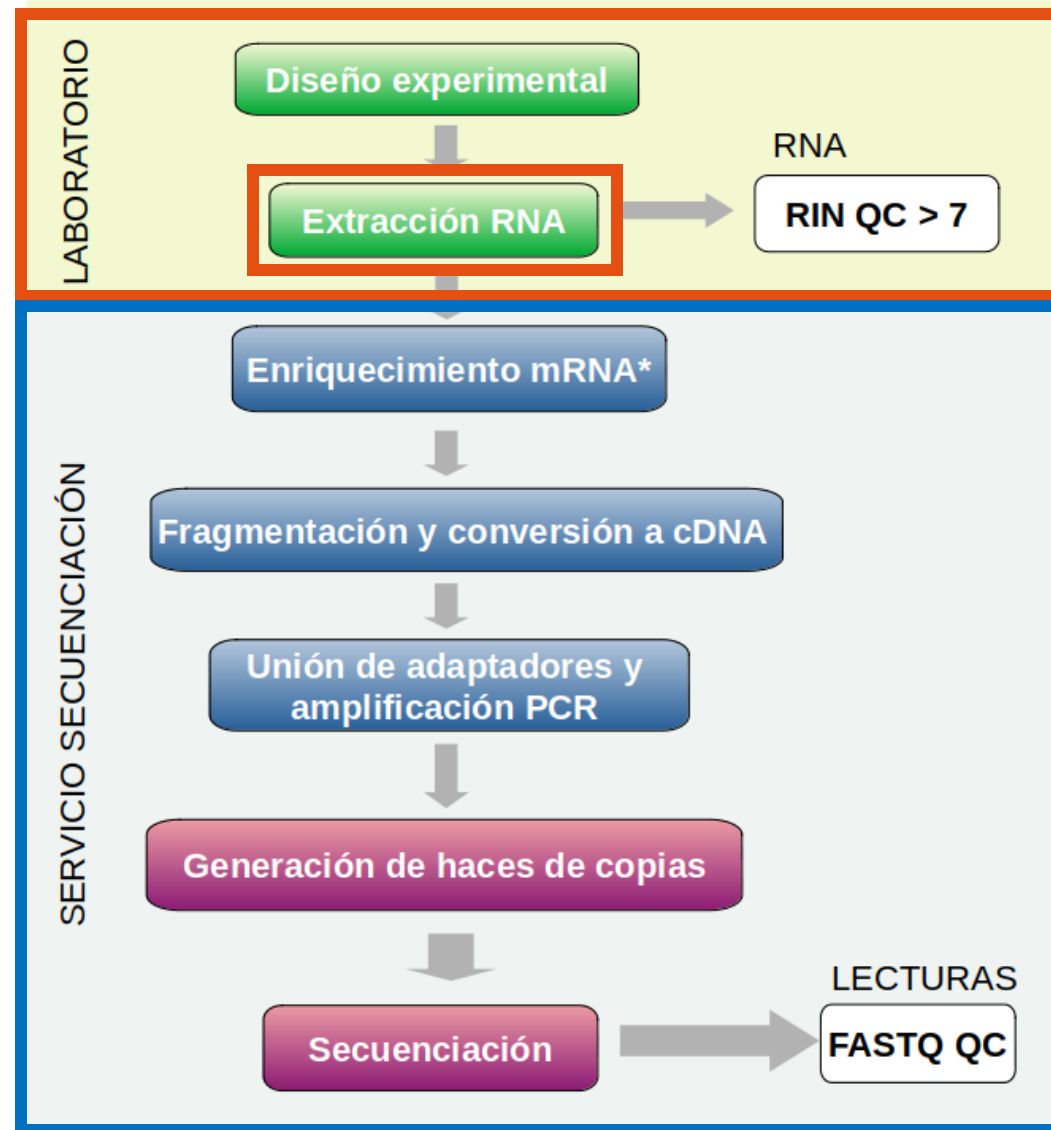 LABORATORIO
Diseño experimental
Extracción RNA
RNA
RIN QC > 7
SERVICIO SECUENCIACIÓN
Enriquecimiento mRNA*
Fragmentación y conversión a cDNA
Unión de adaptadores y
amplificación PCR
Generación de haces de copias
Secuenciación
LECTURAS
FASTQ QC